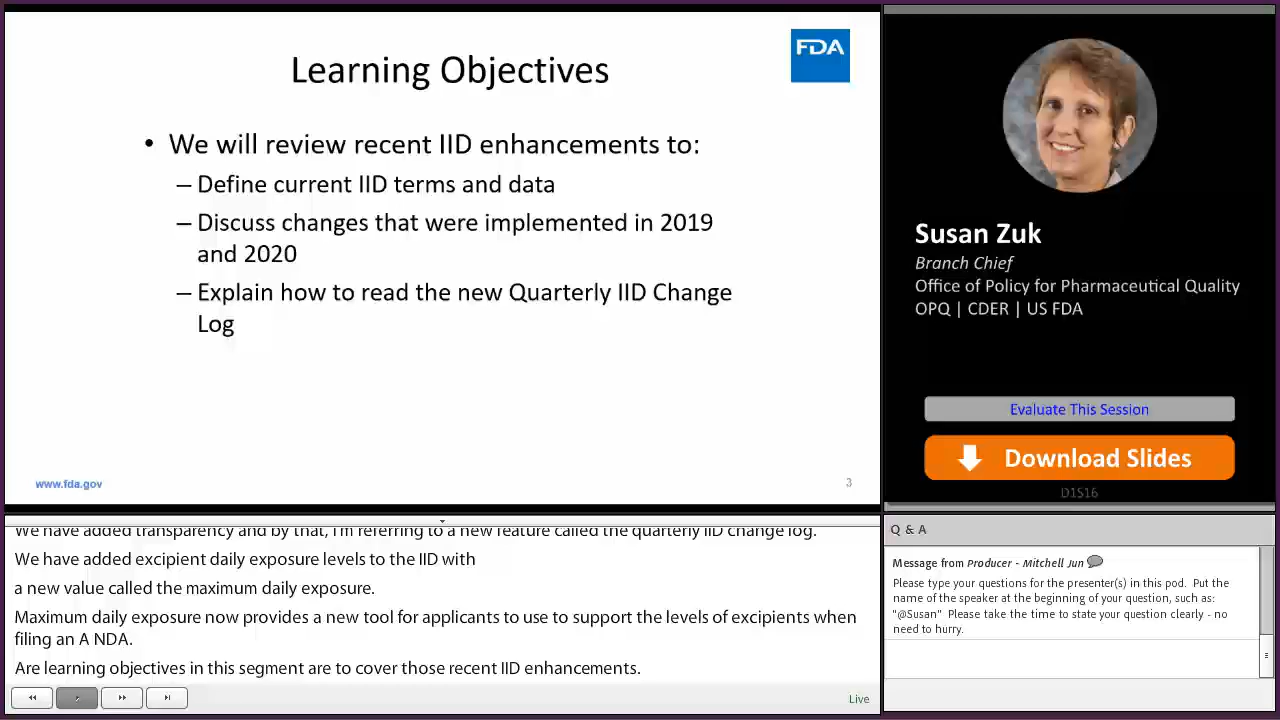 Learning Objectives
FDA
• We will review recent IID enhancements to:
– Define current IID terms and data
– Discuss changes that were implemented in 2019
and 2020
– Explain how to read the new Quarterly IID Change
Log
www.fda.gov
3
Susan Zuk
Branch Chief
Office of Policy for Pharmaceutical Quality
OPQ | CDER | US FDA
Evaluate This Session
Download Slides
D1S16
We have added transparency and by that, I'm referring to a new feature called the quarterly IID change log.
We have added excipient daily exposure levels to the IID with
a new value called the maximum daily exposure.
Maximum daily exposure now provides a new tool for applicants to use to support the levels of excipients when
filing an A NDA.
Are learning objectives in this segment are to cover those recent IID enhancements.
Live
Q & A
Message from Producer - Mitchell Jun
Please type your questions for the presenter(s) in this pod. Put the
name of the speaker at the beginning of your question, such as:
"@Susan" Please take the time to state your question clearly - no
need to hurry.